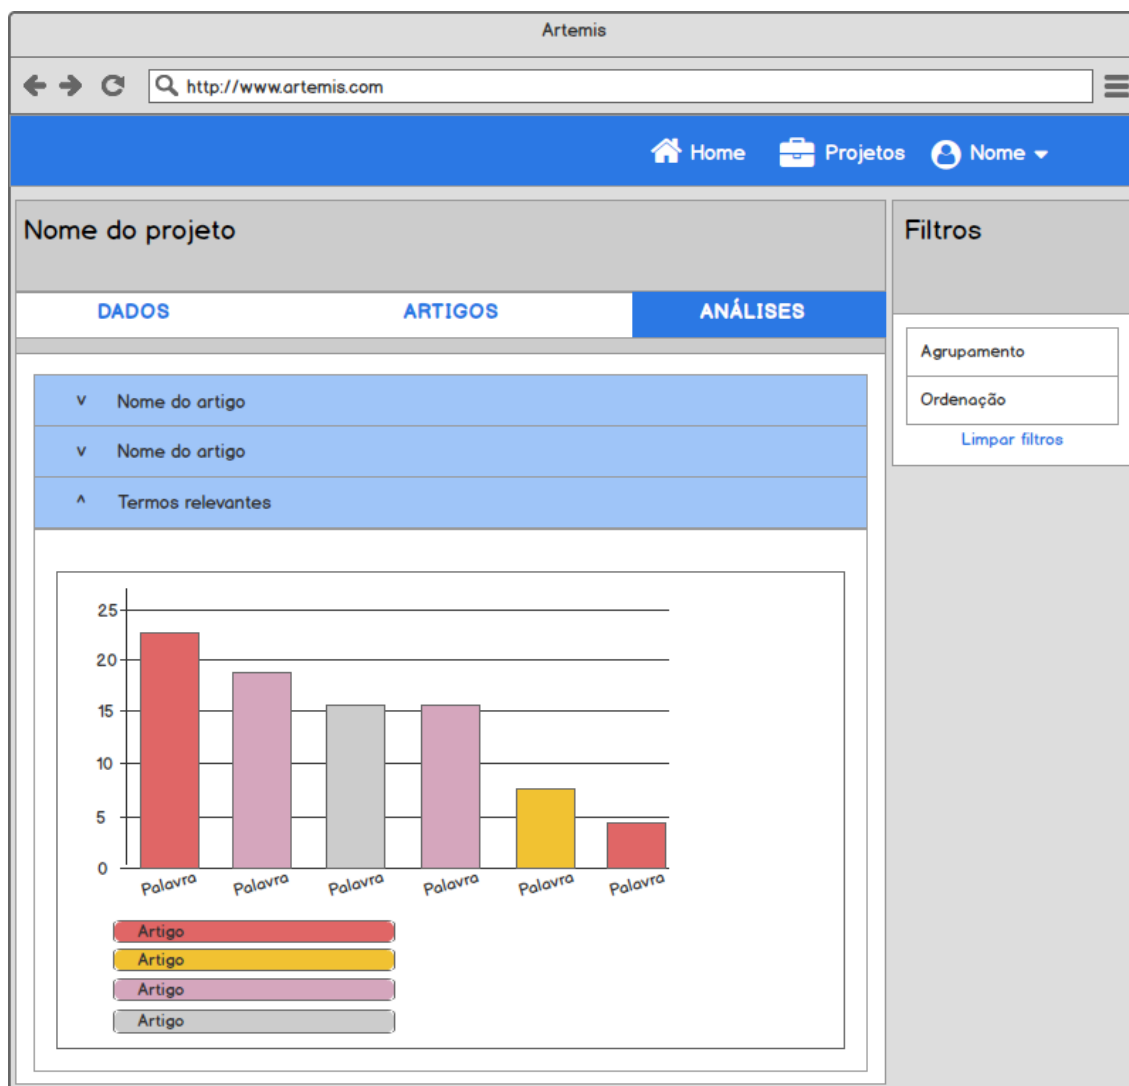 Artemis
http://www.artemis.com
Home Projetos Nome
Nome do projeto
DADOS ARTIGOS ANÁLISES
v Nome do artigo
v Nome do artigo
^ Termos relevantes
25
20
15
10
5
0
Palavra Palavra Palavra Palavra Palavra Palavra
Artigo
Artigo
Artigo
Artigo
Filtros
Agrupamento
Ordenação
Limpar filtros